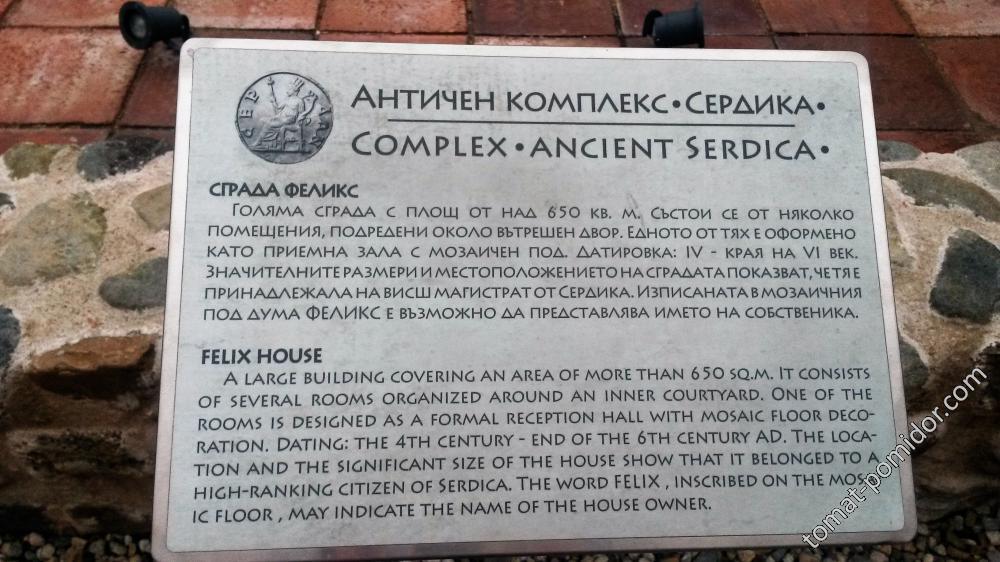 СЕР ДИК
АНТИЧЕН КОМПЛЕКС•СЕРДИКА•
COMPLEX•ANCIENT SERDICA•
СГРАДА ФЕЛИКС
ГОЛЯМА СГРАДА С ПЛОЩ ОТ НАД 650 КВ. М. СЪСТОИ СЕ ОТ НЯКОЛКО
ПОМЕЩЕНИЯ, ПОДРЕДЕНИ ОКОЛО ВЪТРЕШЕН ДВОР. ЕДНОТО ОТ ТЯХ Е ОФОРМЕНО
КАТО ПРИЕМНА ЗАЛА С МОЗАИЧЕН ПОД. ДАТИРОВКА: IV - КРАЯ НА VI ВЕК.
ЗНАЧИТЕЛНИТЕ РАЗМЕРИ И МЕСТОПОЛОЖЕНИЕТО НА СГРАДАТА ПОКАЗВАТ, ЧЕ ТЯ Е
ПРИНАДЛЕЖАЛА НА ВИСШ МАГИСТРАТ ОТ СЕРДИКА. ИЗПИСАНАТА В МОЗАИЧНИЯ
ПОД ДУМА ФЕЛИКС Е ВЪЗМОЖНО ДА ПРЕДСТАВЛЯВА ИМЕТО НА СОБСТВЕНИКА.
FELIX HOUSE
A LARGE BUILDING COVERING AN AREA OF MORE THAN 650 SQ.M. IT CONSISTS
OF SEVERAL ROOMS ORGANIZED AROUND AN INNER COURTYARD. ONE OF THE
ROOMS IS DESIGNED AS A FORMAL RECEPTION HALL WITH MOSAIC FLOOR DECO-
RATION. DATING: THE 4TH CENTURY - END OF THE 6TH CENTURY AD. THE LOCA-
TION AND THE SIGNIFICANT SIZE OF THE HOUSE SHOW THAT IT BELONGED TO A
HIGH-RANKING CITIZEN OF SERDICA. THE WORD FELIX , INSCRIBED ON THE MOSA-
IC FLOOR , MAY INDICATE THE NAME OF THE HOUSE OWNER.
tomat-pomidor.com